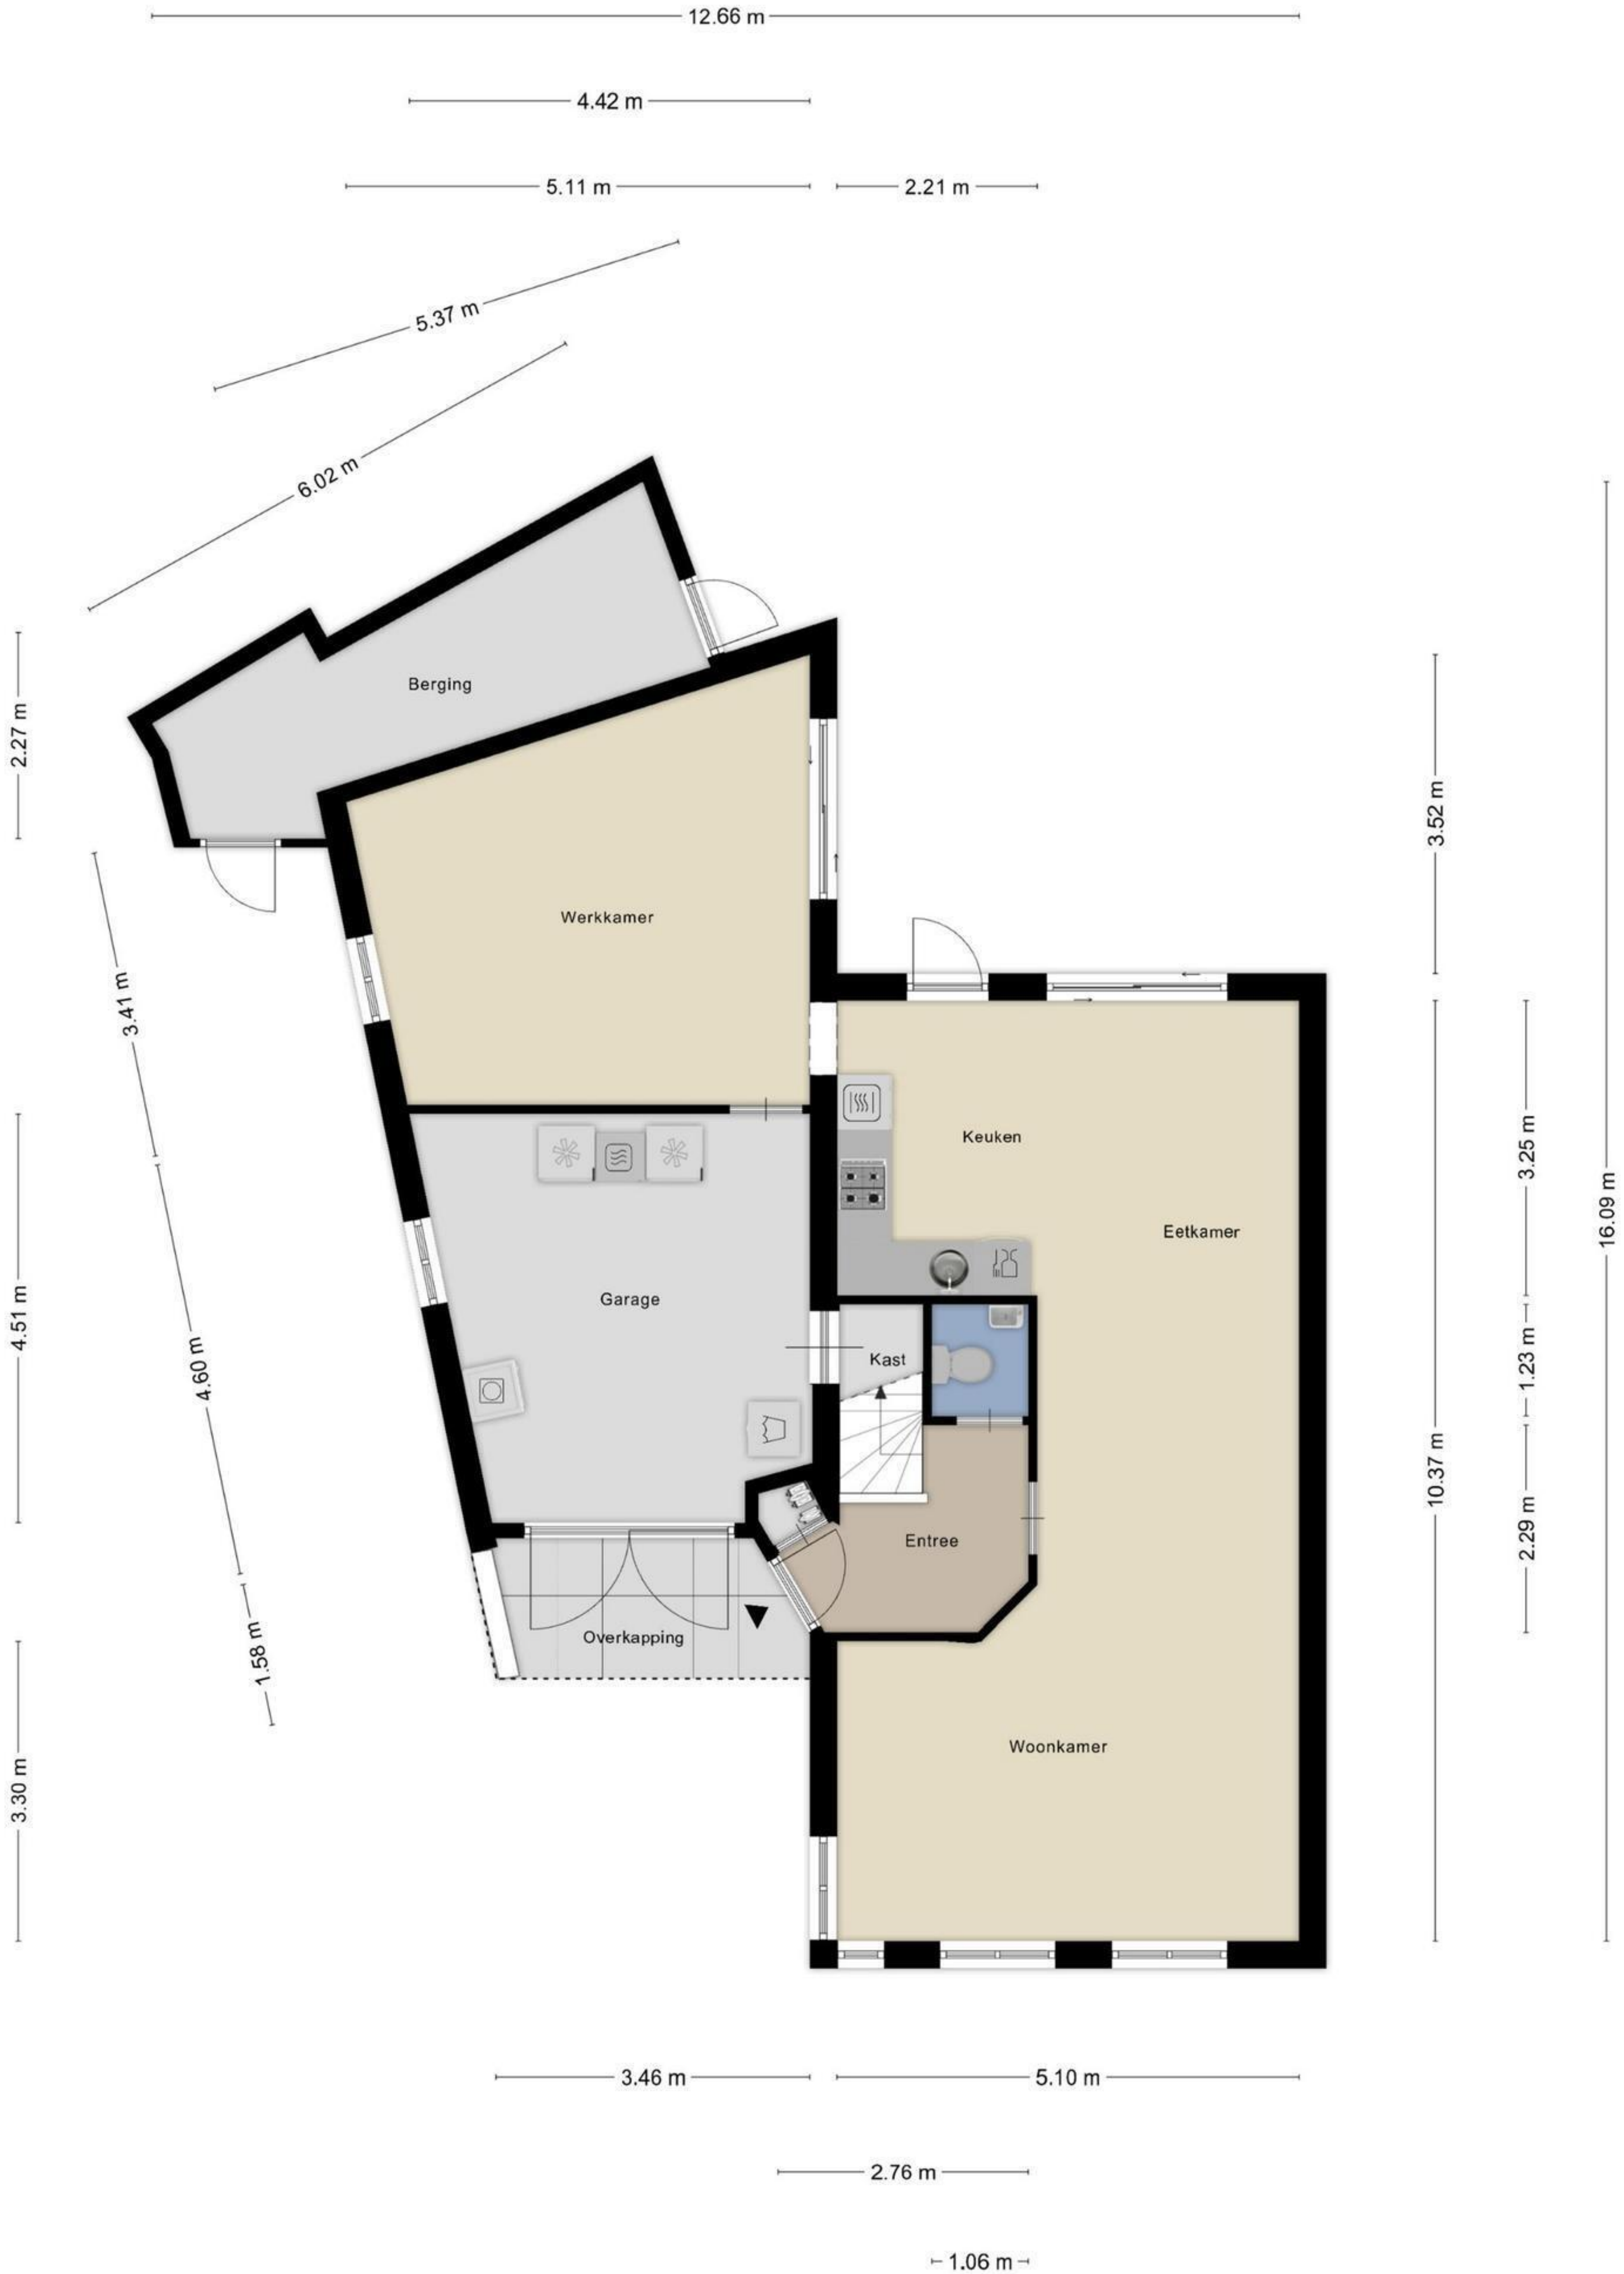 12.66 m
4.42 m
5.11 m
2.21 m
5.37 m
6.02 m
Berging
2.27 m
3.52 m
Werkkamer
3.41 m
Keuken
3.25 m
16.09 m
Eetkamer
Garage
4.51 m
4.60 m
Kast
1.23 m
10.37 m
2.29 m
Entree
Overkapping
1.58 m
Woonkamer
3.30 m
3.46 m
5.10 m
2.76 m
1.06 m